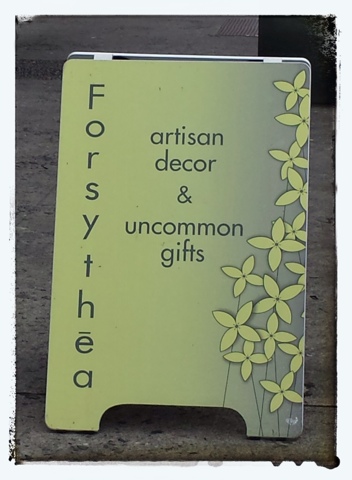 Forsythēa
artisan
decor
&
uncommon
gifts